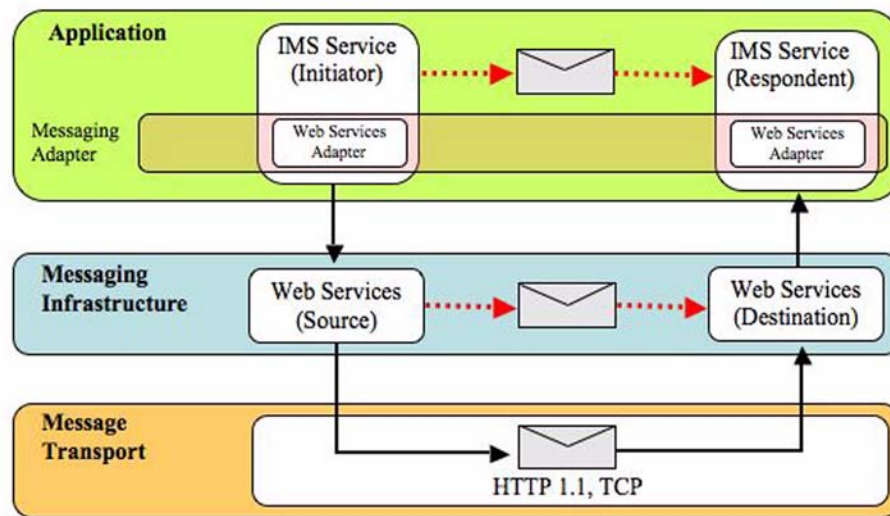 Application
IMS Service
(Initiator)
IMS Service
(Respondent)
Messaging
Adapter
Web Services
Adapter
Web Services
Adapter
Messaging
Infrastructure
Web Services
(Source)
Web Services
(Destination)
Message
Transport
HTTP 1.1, TCP